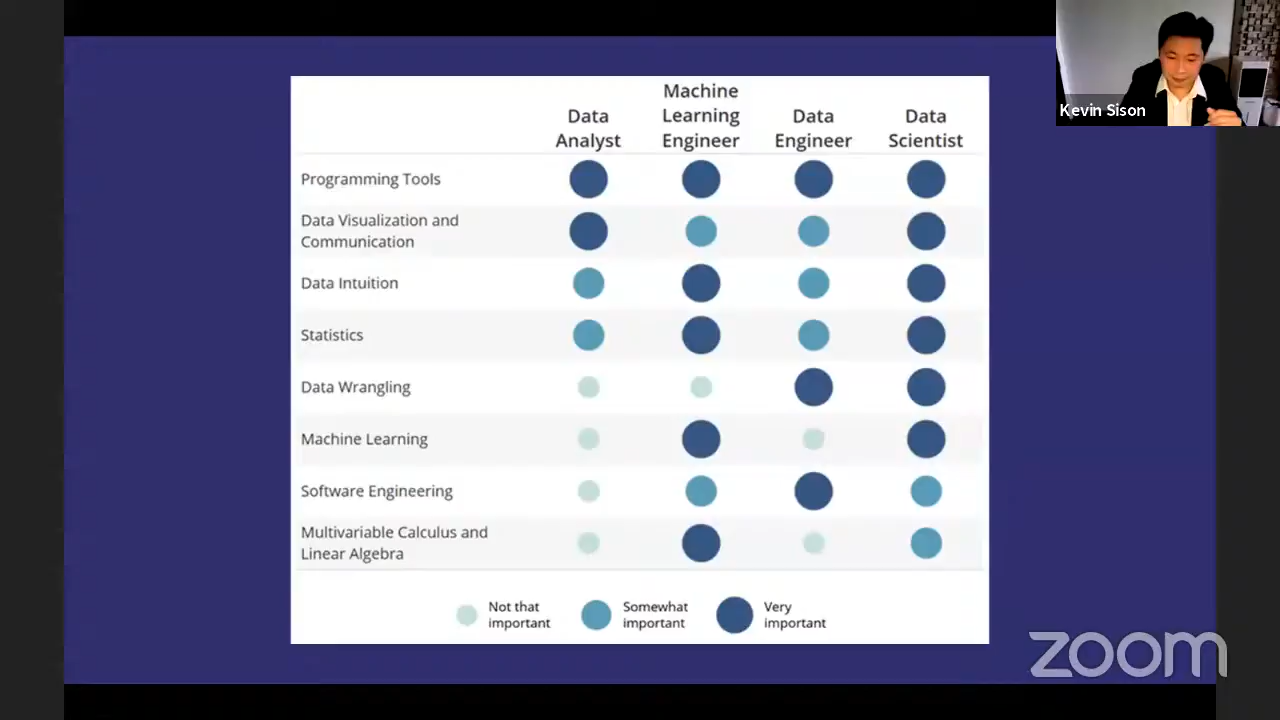 Kevin Sison
Data
Analyst
Machine
Learning
Engineer
Data
Engineer
Data
Scientist
Programming Tools
Data Visualization and
Communication
Data Intuition
Statistics
Data Wrangling
Machine Learning
Software Engineering
Multivariable Calculus and
Linear Algebra
Not that
important
Somewhat
important
Very
important
zoom